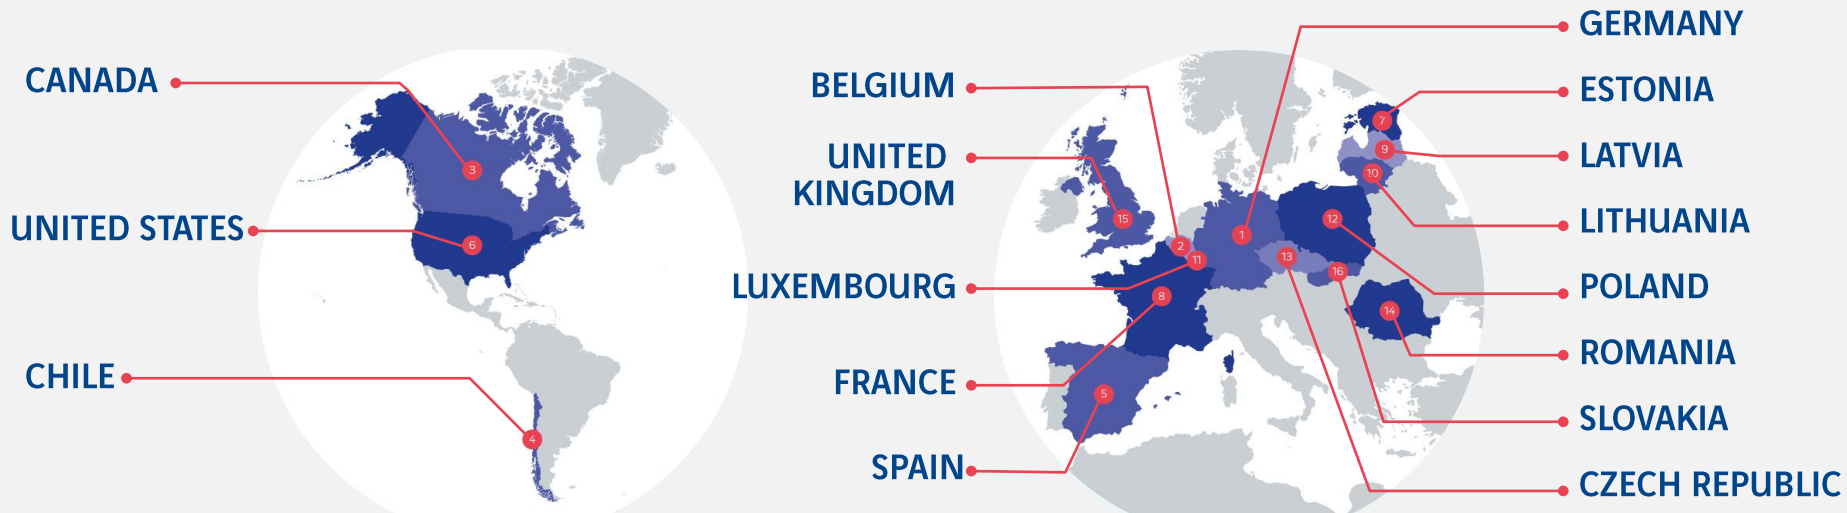 CANADA
3
UNITED STATES
6
CHILE
4
BELGIUM
UNITED
KINGDOM
LUXEMBOURG
FRANCE
SPAIN
15
2
11
8
5
1
13
16
12
14
7
9
10
GERMANY
ESTONIA
LATVIA
LITHUANIA
POLAND
ROMANIA
SLOVAKIA
CZECH REPUBLIC